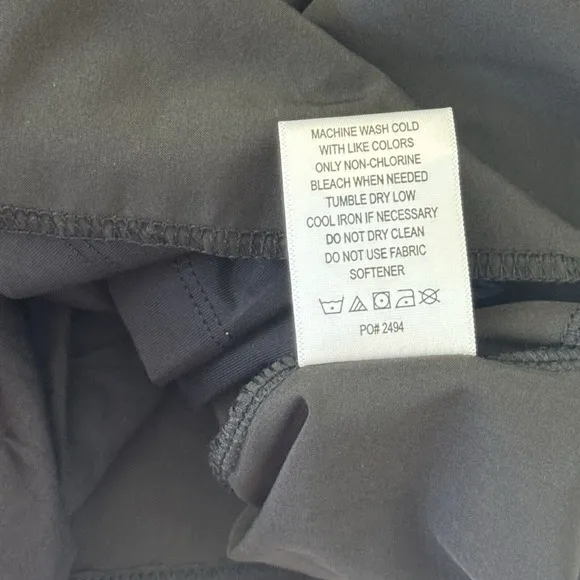 MACHINE WASH COLD
WITH LIKE COLORS
ONLY NON-CHLORINE
BLEACH WHEN NEEDED
TUMBLE DRY LOW
COOL IRON IF NECESSARY
DO NOT DRY CLEAN
DO NOT USE FABRIC
SOFTENER
PO# 2494